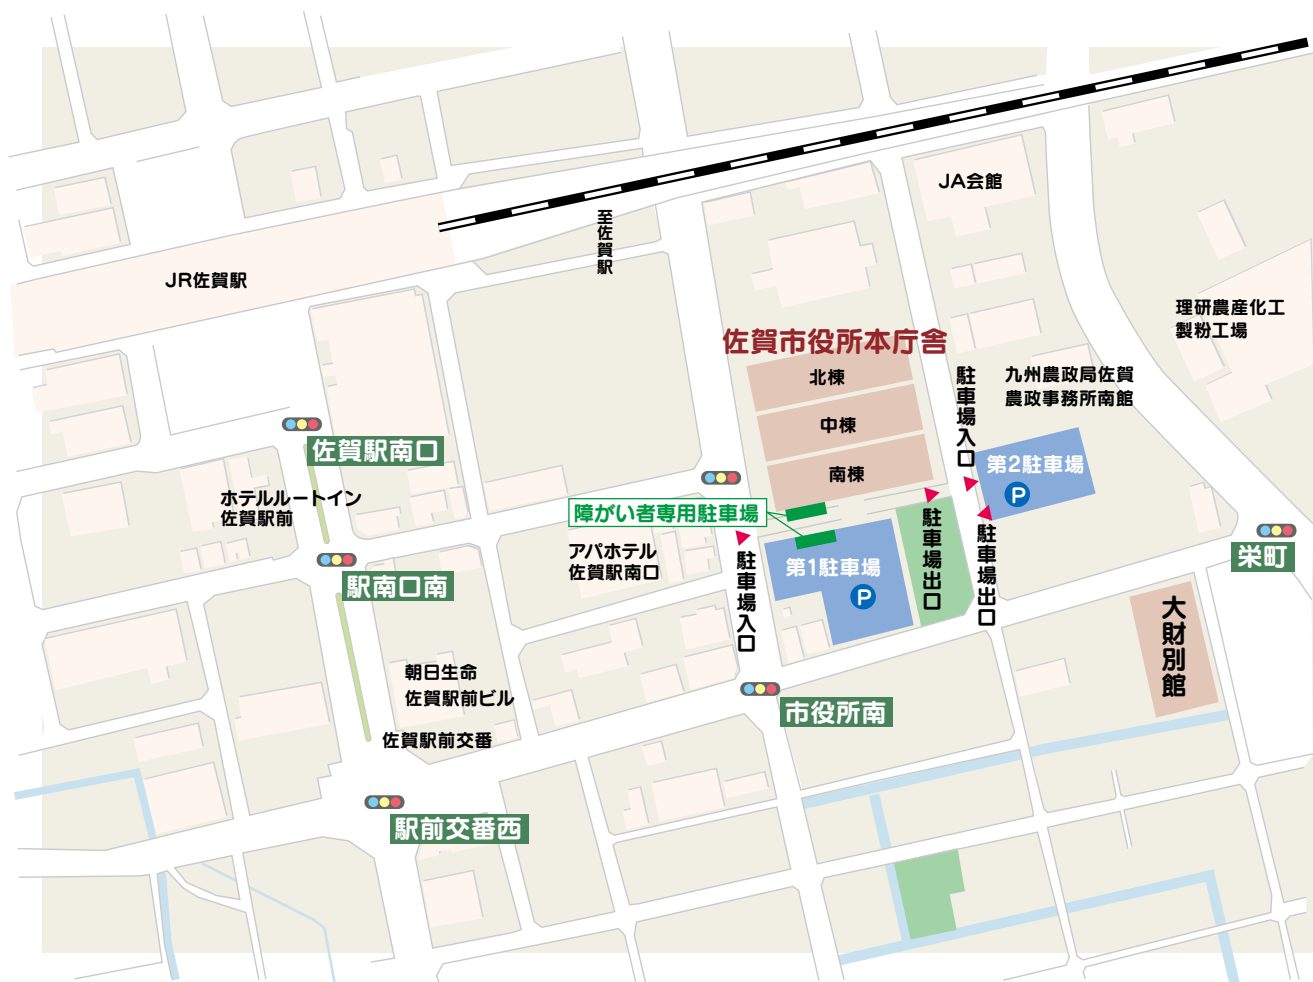 JA会館
至佐賀駅
JR佐賀駅
理研農産化工
製粉工場
佐賀市役所本庁舎
北棟
中棟
南棟
駐車場入口
九州農政局佐賀
農政事務所南館
第2駐車場
P
佐賀駅南口
ホテルルートイン
佐賀駅前
障がい者専用駐車場
駐車場出口
駐車場出口
アパホテル
佐賀駅南口
駐車場入口
第1駐車場
P
栄町
駅南口南
大財別館
朝日生命
佐賀駅前ビル
市役所南
佐賀駅前交番
駅前交番西